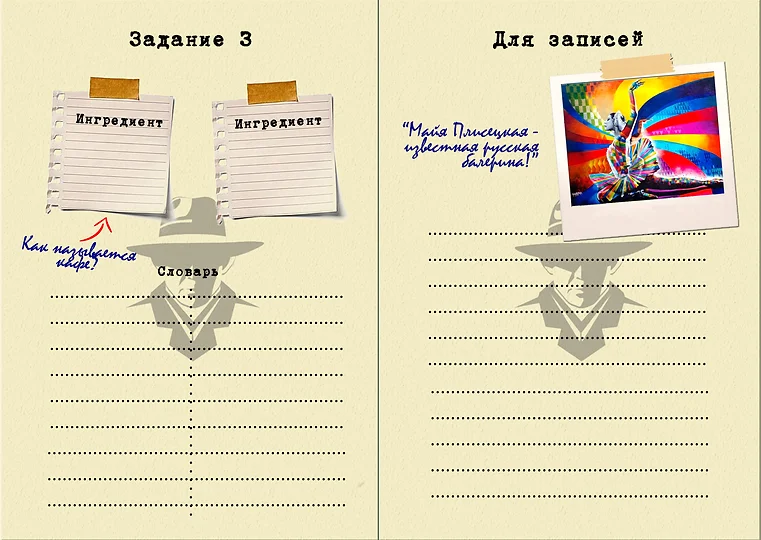 Задание 3
Ингредиент
Ингредиент
Как называется
кафе?
Словарь
Для записей
"Майя Плисецкая -
известная русская
балерина!"